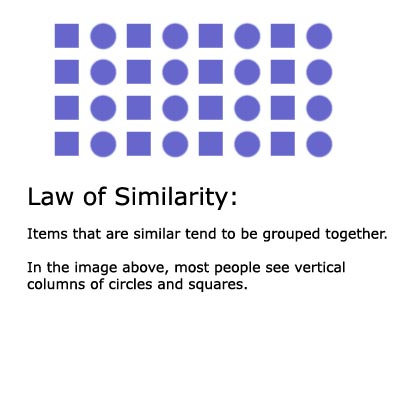 Law of Similarity:
Items that are similar tend to be grouped together.
In the image above, most people see vertical
columns of circles and squares.